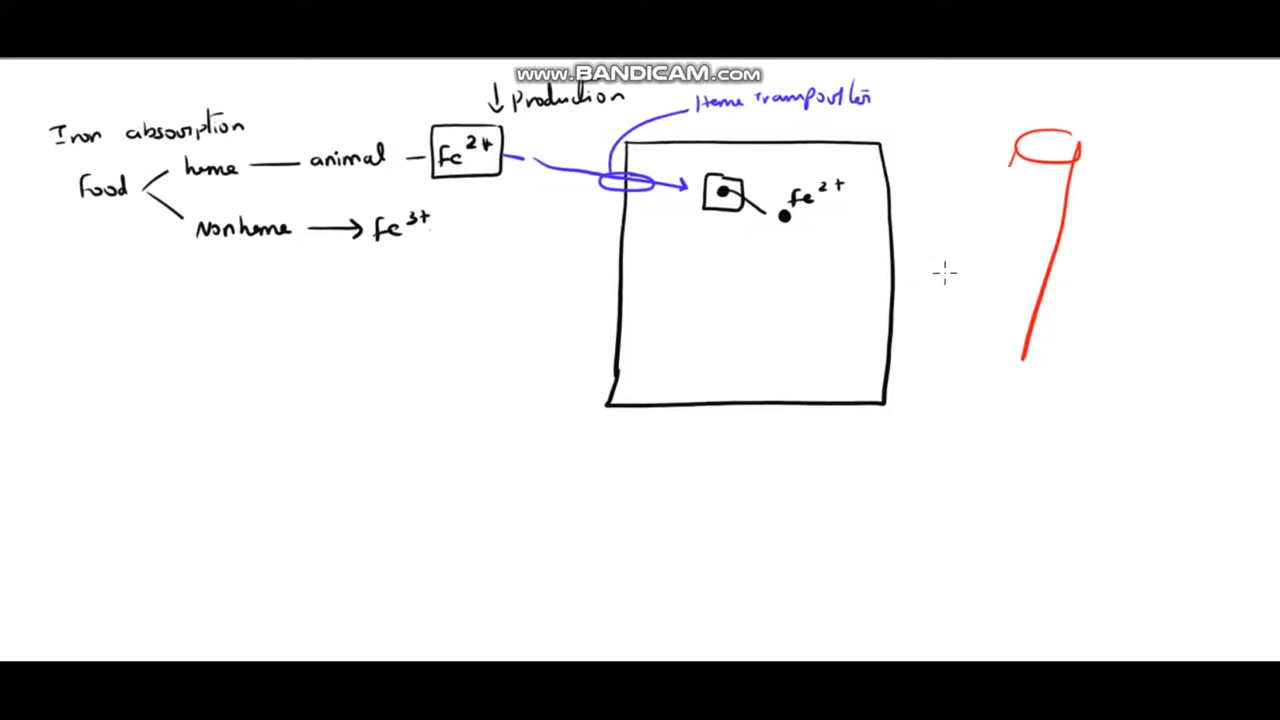 www.BANDICAM.com
↓ production
Heme transporter
Iron absorption
heme — animal — Fe2+
Food
Nonheme → Fe3+
Fe2+